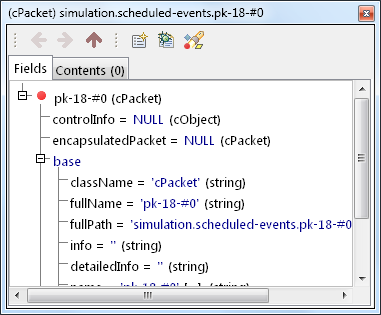 (cPacket) simulation.scheduled-events.pk-18-#0
Fields Contents (0)
pk-18-#0 (cPacket)
controlInfo = NULL (cObject)
encapsulatedPacket = NULL (cPacket)
base
className = 'cPacket' (string)
fullName = 'pk-18-#0' (string)
fullPath = 'simulation.scheduled-events.pk-18-#0
info = '' (string)
detailedInfo = '' (string)